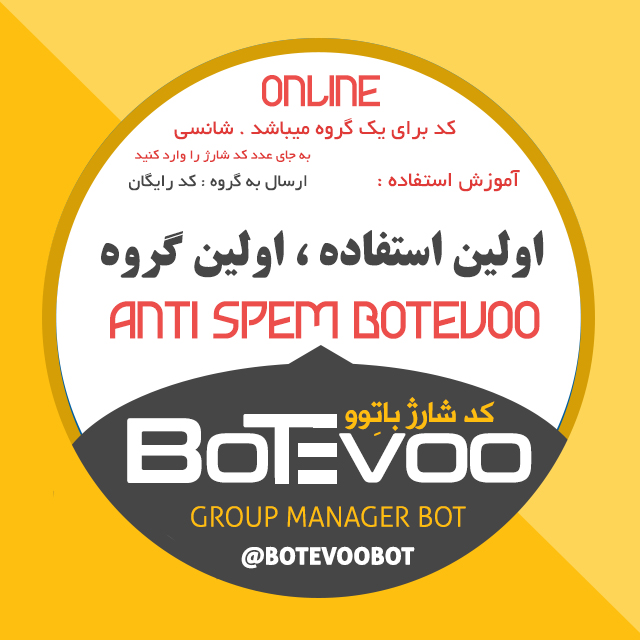 ONLINE
کد برای یک گروه میباشد . شانسی
به جای عدد کد شارژ را وارد کنید
آموزش استفاده : ارسال به گروه : کد رایگان
اولین استفاده ، اولین گروه
ANTI SPEM BOTEVOO
کد شارژ باتِوو
BOTEVOO
GROUP MANAGER BOT
@BOTEVOOBOT